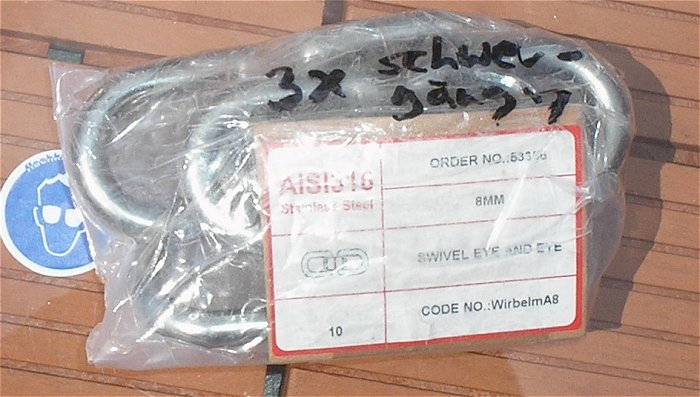 3x schwer-
gängig
AISI316
Stainless Steel
ORDER NO.:
8MM
SWIVEL EYE AND EYE
10
CODE NO.:WirbelmA8